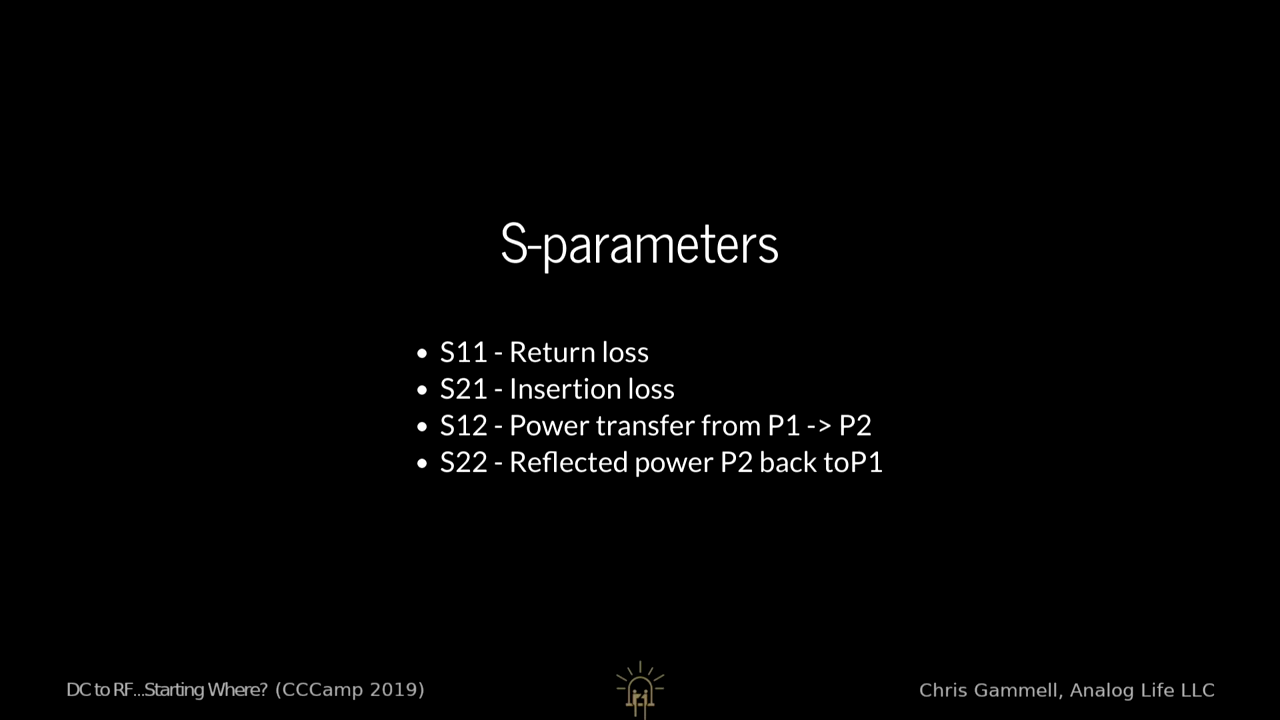 S-parameters
• S11 - Return loss
• S21 - Insertion loss
• S12 - Power transfer from P1 -> P2
• S22 - Reflected power P2 back toP1
DC to RF...Starting Where? (CCCamp 2019)
Chris Gammell, Analog Life LLC